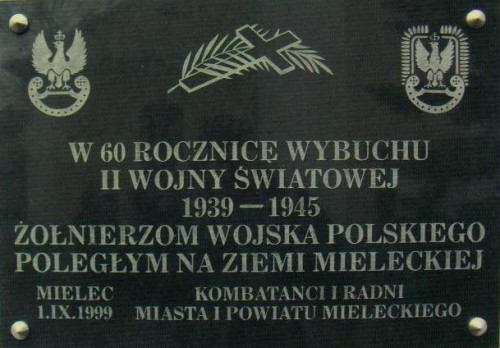 W 60 ROCZNICĘ WYBUCHU
II WOJNY ŚWIATOWEJ
1939 — 1945
ŻOŁNIERZOM WOJSKA POLSKIEGO
POLEGŁYM NA ZIEMI MIELECKIEJ
MIELEC KOMBATANCI I RADNI
1.IX.1999 MIASTA I POWIATU MIELECKIEGO